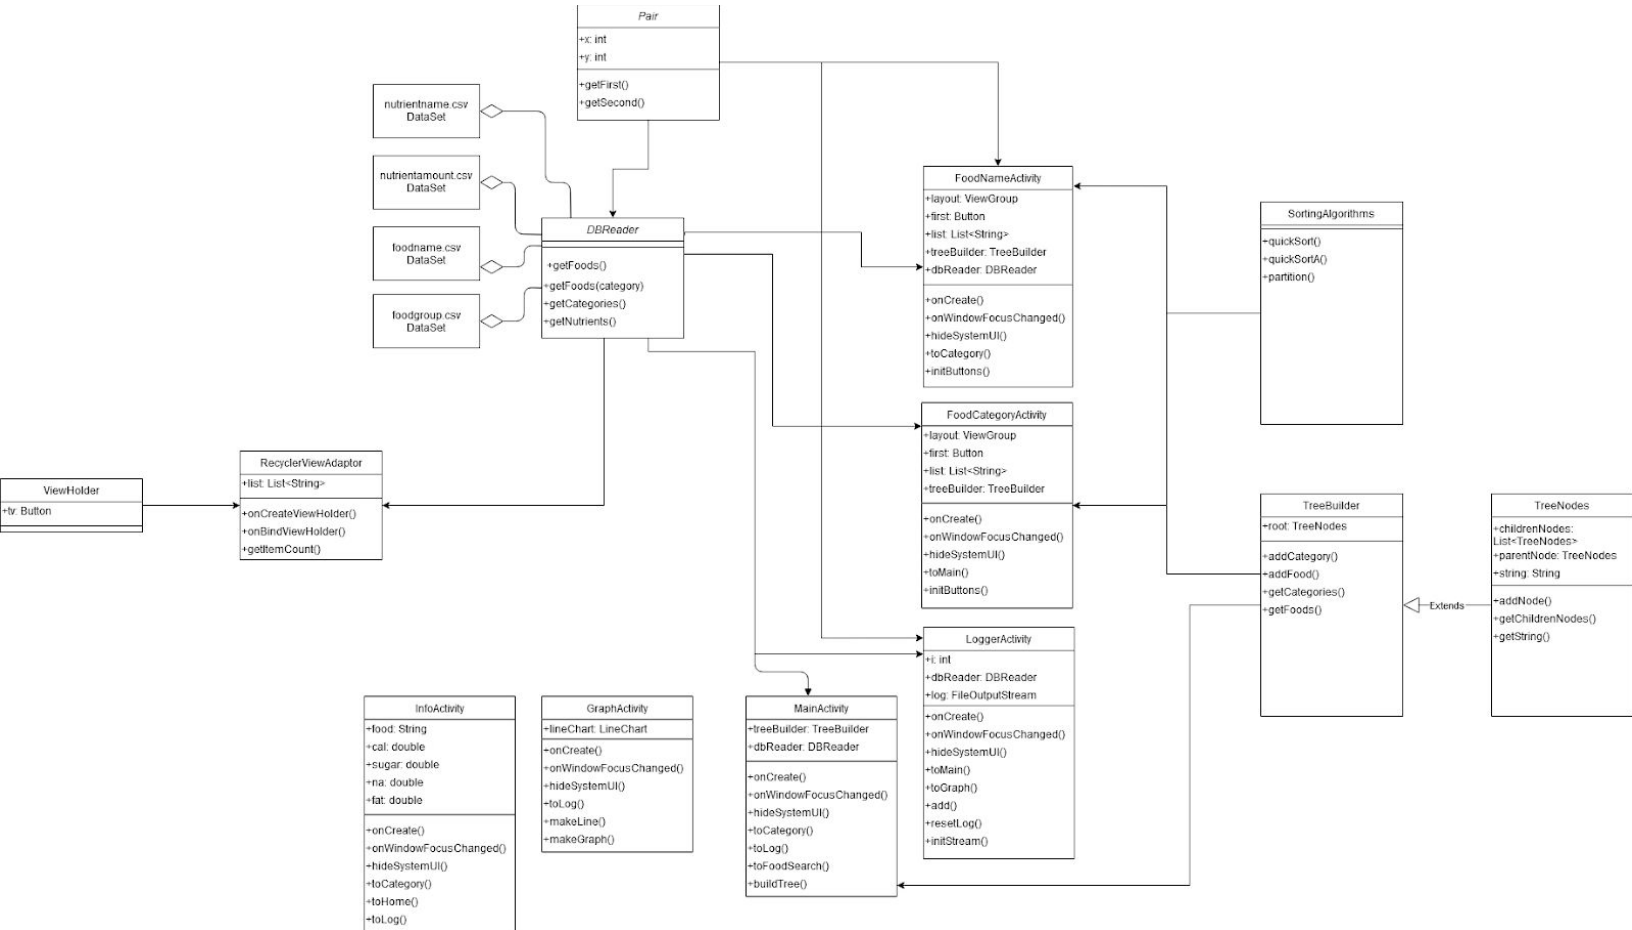 Pair
+x: int
+y: int
+getFirst()
+getSecond()
nutrientname.csv
DataSet
nutrientamount.csv
DataSet
foodname.csv
DataSet
foodgroup.csv
DataSet
DBReader
+getFoods()
+getFoods(category)
+getCategories()
+getNutrients()
FoodNameActivity
+layout: ViewGroup
+first: Button
+list: List<String>
+treeBuilder: TreeBuilder
+dbReader: DBReader
+onCreate()
+onWindowFocusChanged()
+hideSystemUI()
+toCategory()
+initButtons()
SortingAlgorithms
+quickSort()
+quickSortA()
+partition()
FoodCategoryActivity
+layout: ViewGroup
+first: Button
+list: List<String>
+treeBuilder: TreeBuilder
+onCreate()
+onWindowFocusChanged()
+hideSystemUI()
+toMain()
+initButtons()
ViewHolder
+tv: Button
RecyclerViewAdaptor
+list: List<String>
+onCreateViewHolder()
+onBindViewHolder()
+getItemCount()
TreeBuilder
+root: TreeNodes
+addCategory()
+addFood()
+getCategories()
+getFoods()
Extends
TreeNodes
+childrenNodes:
List<TreeNodes>
+parentNode: TreeNodes
+string: String
+addNode()
+getChildrenNodes()
+getString()
LoggerActivity
+i: int
+dbReader: DBReader
+log: FileOutputStream
+onCreate()
+onWindowFocusChanged()
+hideSystemUI()
+toMain()
+toGraph()
+add()
+resetLog()
+initStream()
InfoActivity
+food: String
+cal: double
+sugar: double
+na: double
+fat: double
+onCreate()
+onWindowFocusChanged()
+hideSystemUI()
+toCategory()
+toHome()
+toLog()
GraphActivity
+lineChart: LineChart
+onCreate()
+onWindowFocusChanged()
+hideSystemUI()
+toLog()
+makeLine()
+makeGraph()
MainActivity
+treeBuilder: TreeBuilder
+dbReader: DBReader
+onCreate()
+onWindowFocusChanged()
+hideSystemUI()
+toCategory()
+toLog()
+toFoodSearch()
+buildTree()